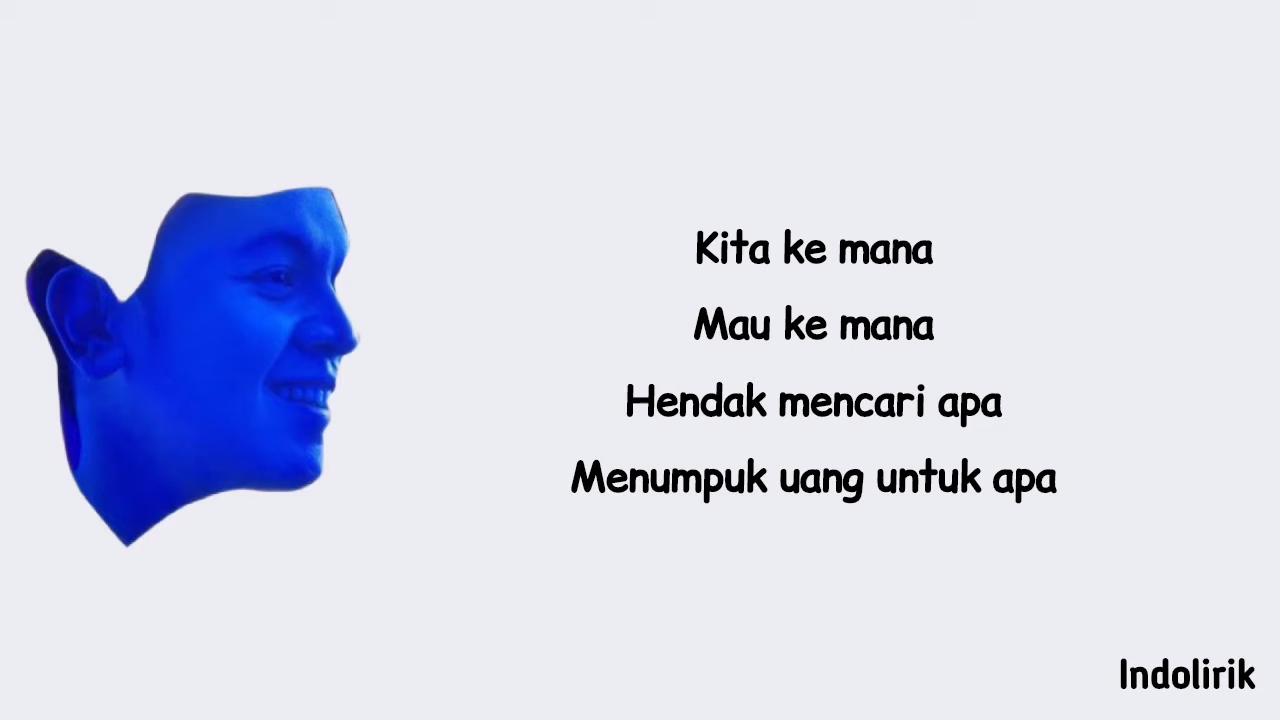 Kita ke mana
Mau ke mana
Hendak mencari apa
Menumpuk uang untuk apa
Indolirik